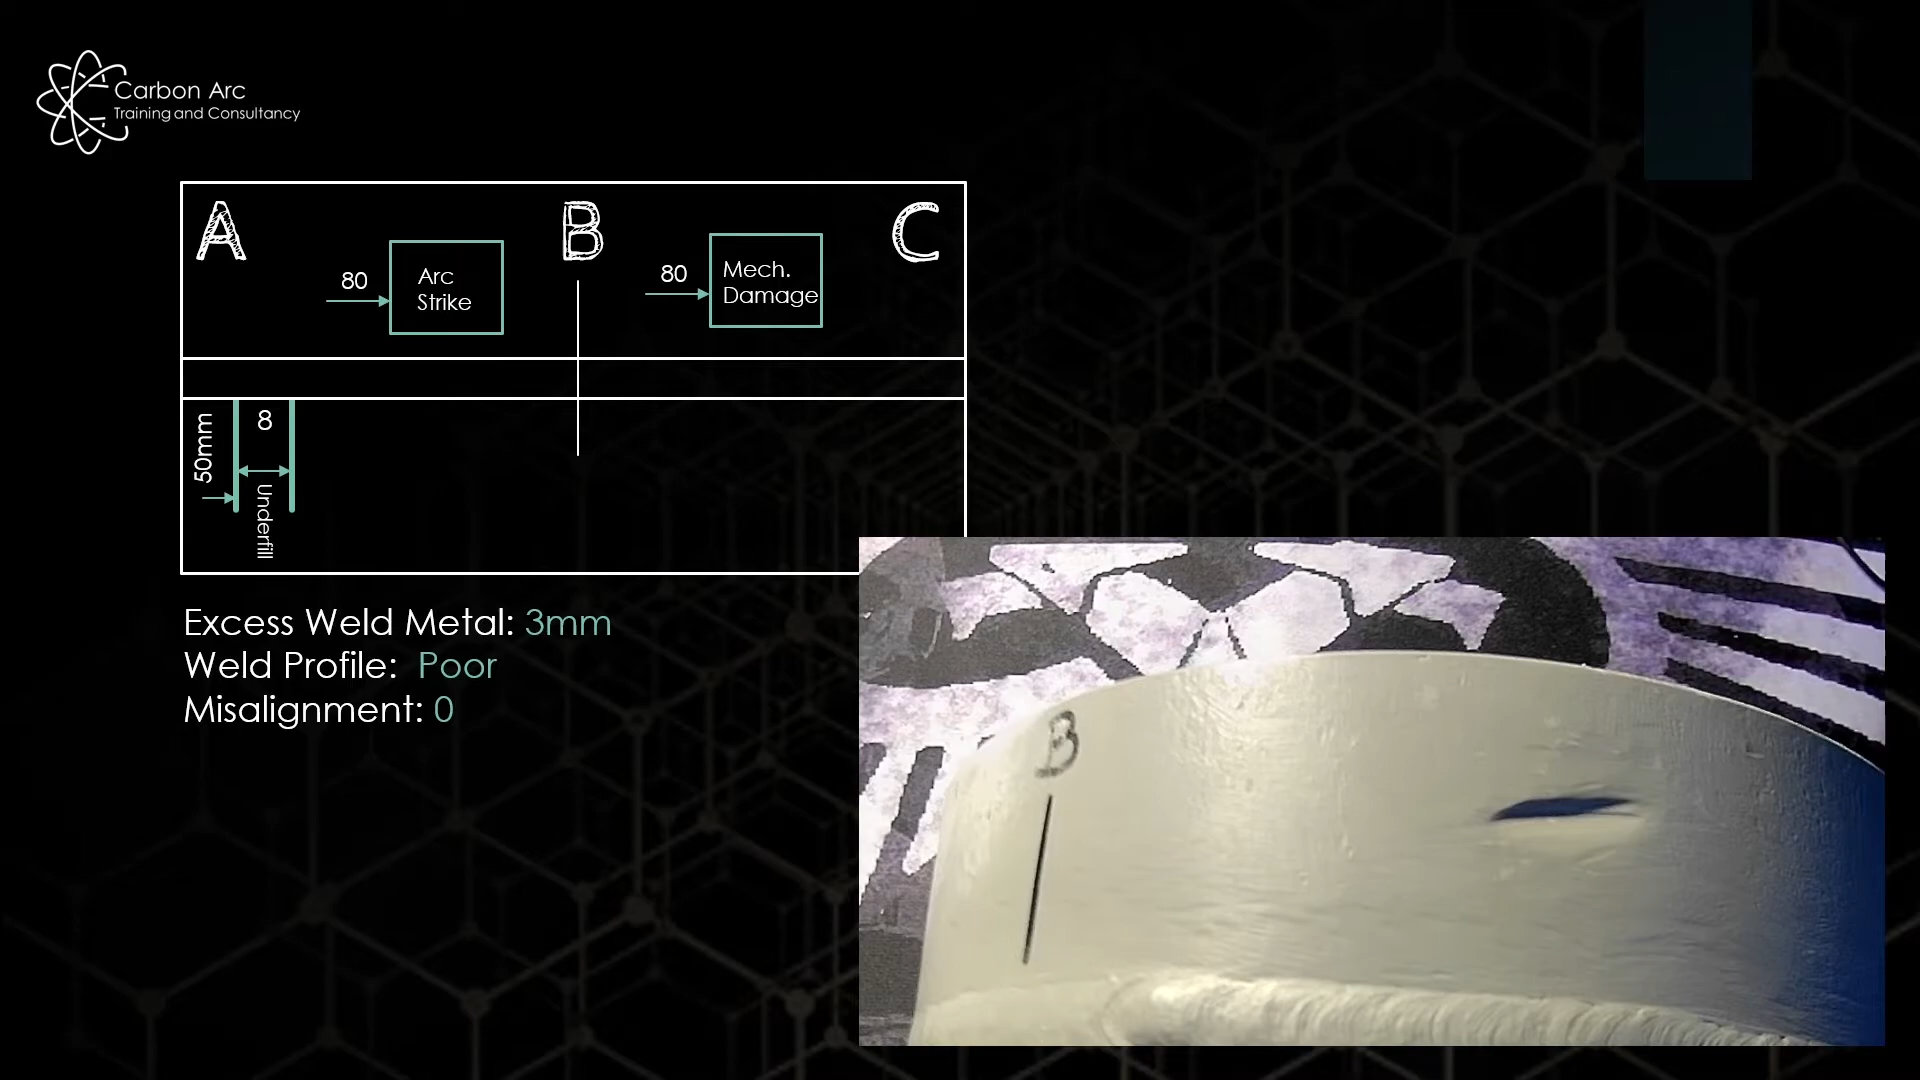 Carbon Arc
Training and Consultancy
A
B
C
80
Arc
Strike
80
Mech.
Damage
50mm
8
Underfill
Excess Weld Metal: 3mm
Weld Profile: Poor
Misalignment: 0
B